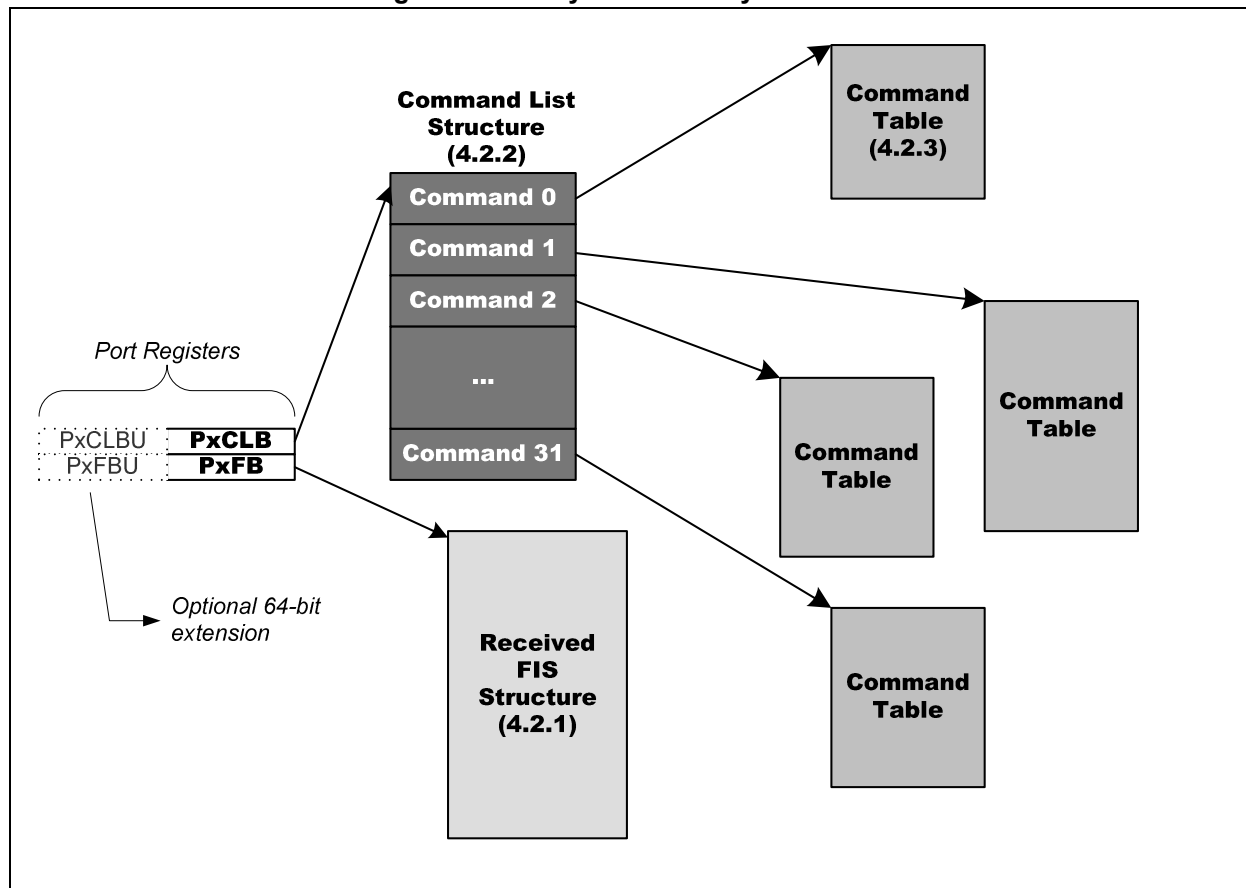 Command List
Structure
(4.2.2)
Command 0
Command 1
Command 2
...
Command 31
Command
Table
(4.2.3)
Command
Table
Command
Table
Command
Table
Port Registers
PxCLBU PxCLB
PxFBU PxFB
Optional 64-bit
extension
Received
FIS
Structure
(4.2.1)